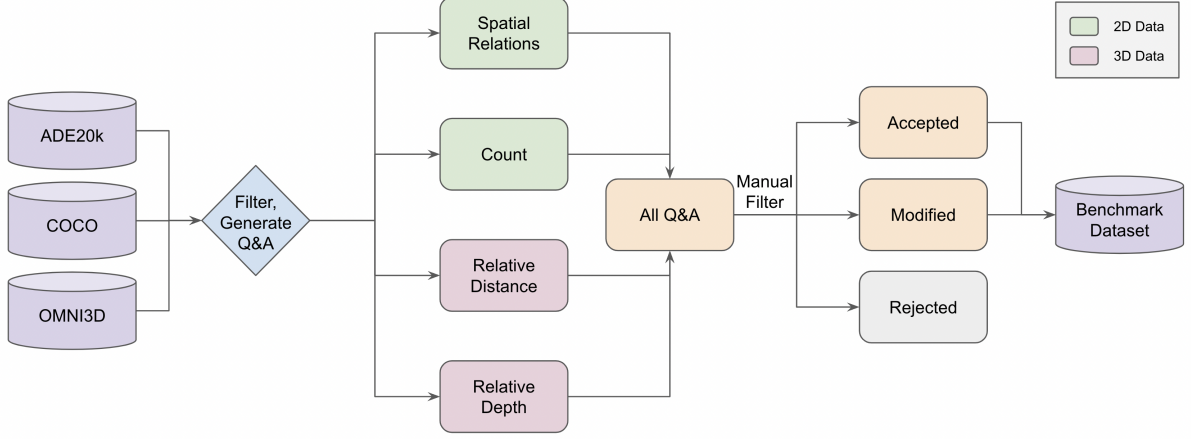 ADE20k
COCO
OMNI3D
Filter,
Generate
Q&A
Spatial
Relations
Count
Relative
Distance
Relative
Depth
All Q&A
Manual
Filter
Accepted
Modified
Rejected
Benchmark
Dataset
2D Data
3D Data